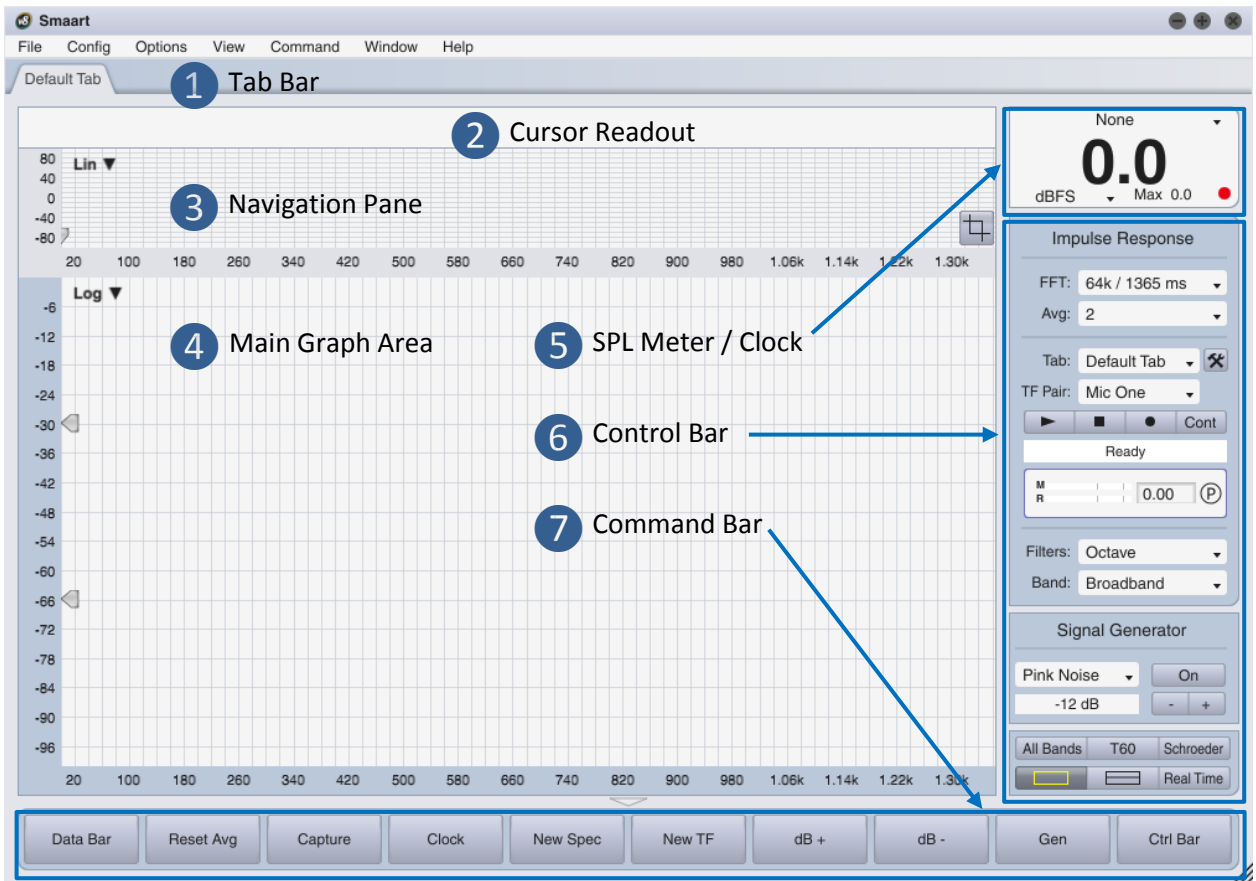 Smaart
File Config Options View Command Window Help
Default Tab
1 Tab Bar
2 Cursor Readout
None
0.0
dBFS Max 0.0
80
40
0
-40
-80
Lin ▼
3 Navigation Pane
20 100 180 260 340 420 500 580 660 740 820 900 980 1.06k 1.14k 1.22k 1.30k
Log ▼
4 Main Graph Area
5 SPL Meter / Clock
6 Control Bar
7 Command Bar
-6
-12
-18
-24
-30
-36
-42
-48
-54
-60
-66
-72
-78
-84
-90
-96
20 100 180 260 340 420 500 580 660 740 820 900 980 1.06k 1.14k 1.22k 1.30k
Impulse Response
FFT: 64k / 1365 ms
Avg: 2
Tab: Default Tab
TF Pair: Mic One
Cont
Ready
M
R
0.00 P
Filters: Octave
Band: Broadband
Signal Generator
Pink Noise On
-12 dB - +
All Bands T60 Schroeder
Real Time
Data Bar Reset Avg Capture Clock New Spec New TF dB + dB - Gen Ctrl Bar